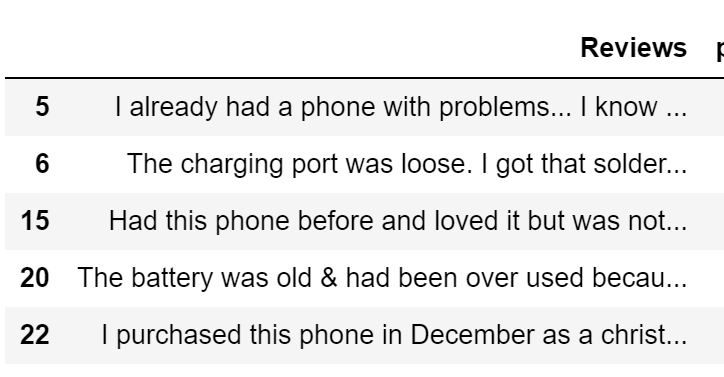 Reviews
5 I already had a phone with problems... I know ...
6 The charging port was loose. I got that solder...
15 Had this phone before and loved it but was not...
20 The battery was old & had been over used becau...
22 I purchased this phone in December as a christ...